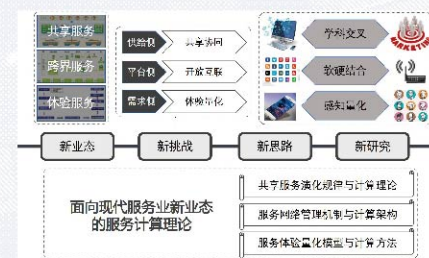 共享服务
跨界服务
体验服务
供给侧 共享协同
平台侧 开放互联
需求侧 体验量化
学科交叉
软硬结合
感知量化
MARKETING
新业态 新挑战 新思路 新研究
面向现代服务业新业态
的服务计算理论
共享服务演化规律与计算理论
服务网络管理机制与计算架构
服务体验量化模型与计算方法